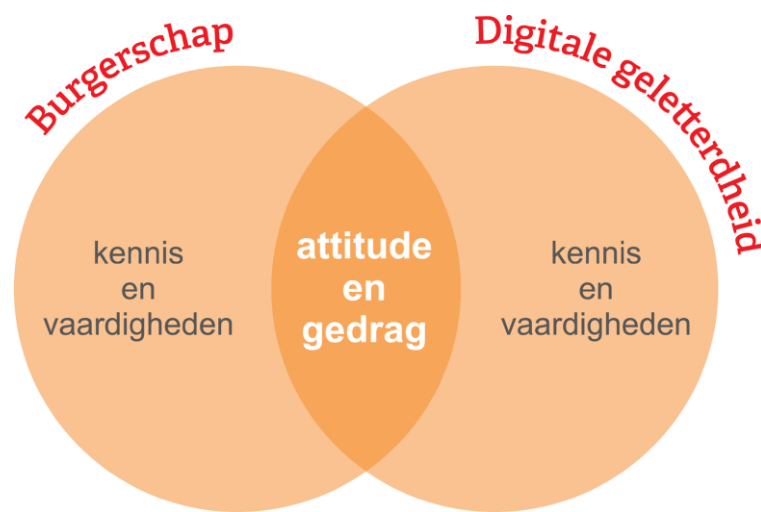 Burgerschap
Digitale geletterdheid
kennis
en
vaardigheden
attitude
en
gedrag
kennis
en
vaardigheden